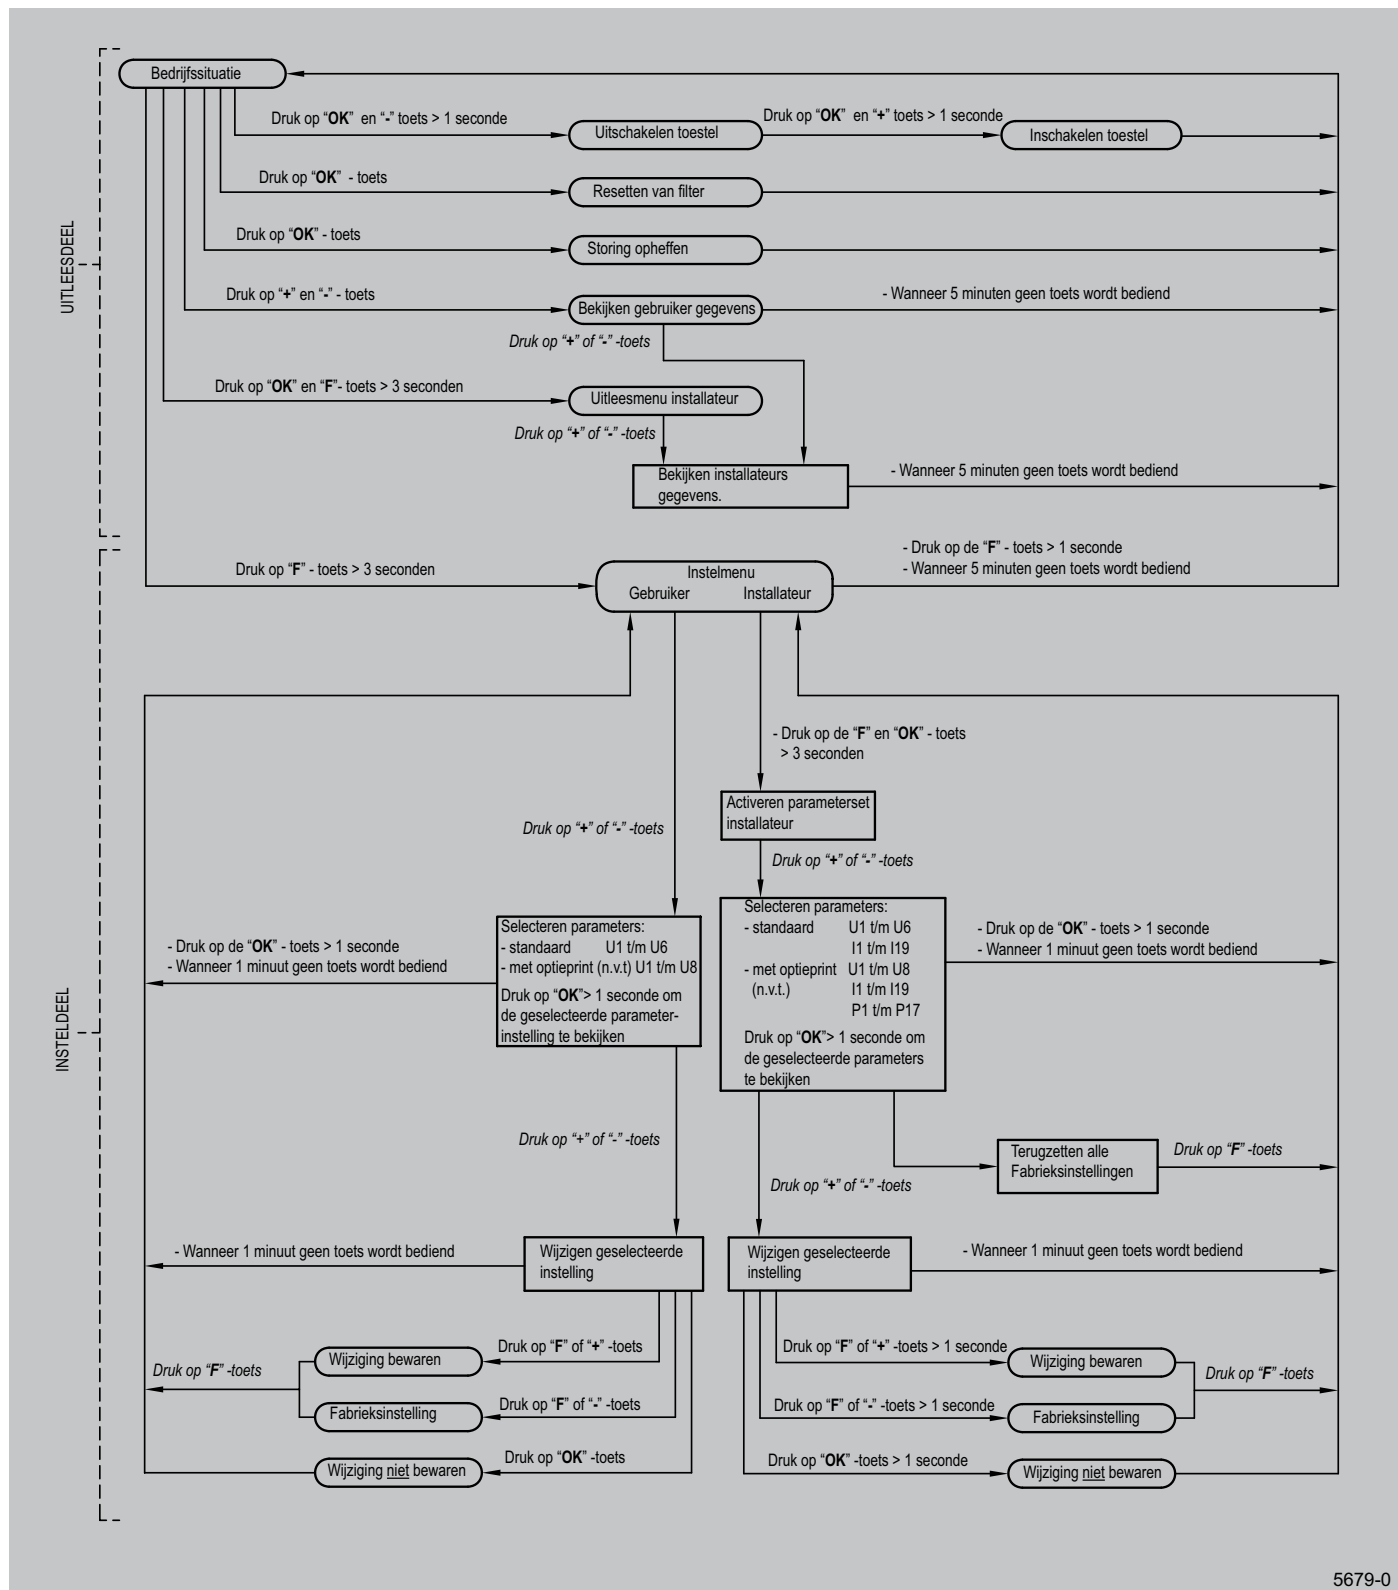 Bedrijfssituatie
Druk op “OK” en “-” toets > 1 seconde
Uitschakelen toestel
Druk op “OK” en “+” toets > 1 seconde
Inschakelen toestel
Druk op “OK” - toets
Resetten van filter
Druk op “OK” - toets
Storing opheffen
UITLEESDEEL
Druk op “+” en “-” - toets
Bekijken gebruiker gegevens
- Wanneer 5 minuten geen toets wordt bediend
Druk op “+” of “-” -toets
Druk op “OK” en “F”- toets > 3 seconden
Uitleesmenu installateur
Druk op “+” of “-” -toets
Bekijken installateurs
gegevens.
- Wanneer 5 minuten geen toets wordt bediend
Druk op “F” - toets > 3 seconden
Instelmenu
Gebruiker Installateur
- Druk op de “F” - toets > 1 seconde
- Wanneer 5 minuten geen toets wordt bediend
- Druk op de “F” en “OK” - toets
> 3 seconden
Activeren parameterset
installateur
Druk op “+” of “-” -toets
Druk op “+” of “-” -toets
INSTELDEEL
- Druk op de “OK” - toets > 1 seconde
- Wanneer 1 minuut geen toets wordt bediend
Selecteren parameters:
- standaard U1 t/m U6
- met optieprint (n.v.t) U1 t/m U8
Druk op “OK”> 1 seconde om
de geselecteerde parameter-
instelling te bekijken
Selecteren parameters:
- standaard U1 t/m U6
I1 t/m I19
- met optieprint U1 t/m U8
(n.v.t.) I1 t/m I19
P1 t/m P17
Druk op “OK”> 1 seconde om
de geselecteerde parameters
te bekijken
- Druk op de “OK” - toets > 1 seconde
- Wanneer 1 minuut geen toets wordt bediend
Druk op “+” of “-” -toets
Terugzetten alle
Fabrieksinstellingen
Druk op “F” -toets
Druk op “+” of “-” -toets
- Wanneer 1 minuut geen toets wordt bediend
Wijzigen geselecteerde
instelling
Wijzigen geselecteerde
instelling
- Wanneer 1 minuut geen toets wordt bediend
Druk op “F” -toets
Wijziging bewaren
Druk op “F” of “+” -toets
Druk op “F” of “+” -toets > 1 seconde
Wijziging bewaren
Druk op “F” -toets
Fabrieksinstelling
Druk op “F” of “-” -toets
Druk op “F” of “-” -toets > 1 seconde
Fabrieksinstelling
Wijziging niet bewaren
Druk op “OK” -toets
Druk op “OK” -toets > 1 seconde
Wijziging niet bewaren
5679-0